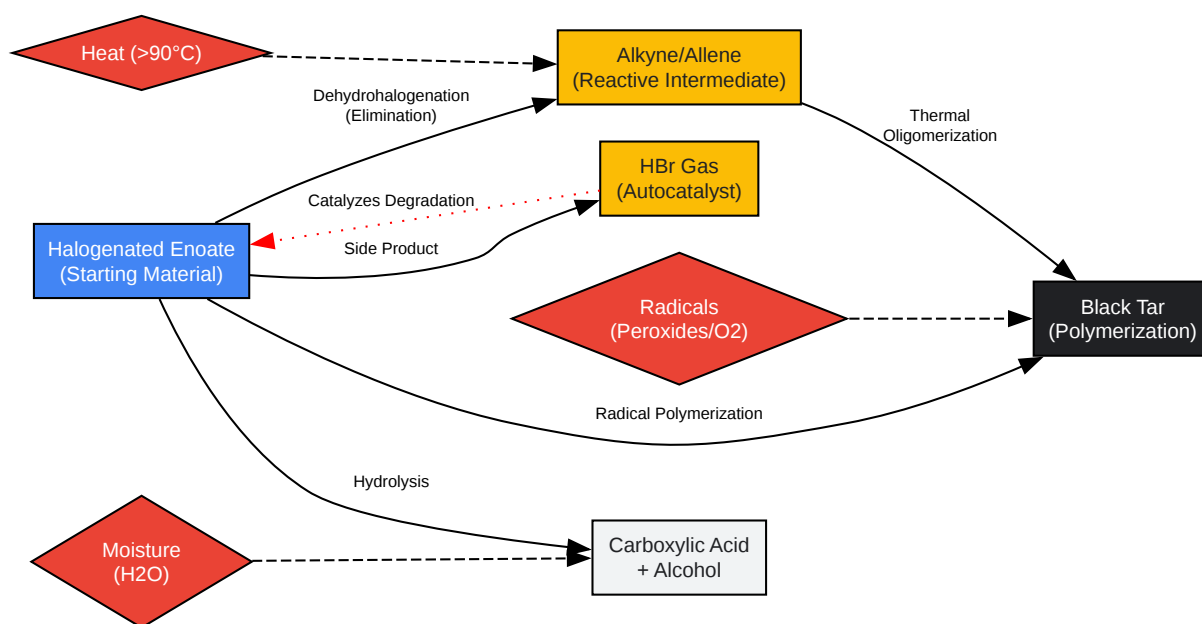 Heat (>90°C)
Alkyne/Allene
(Reactive Intermediate)
Dehydrohalogenation
(Elimination)
Thermal
Oligomerization
HBr Gas
(Autocatalyst)
Catalyzes Degradation
Halogenated Enoate
(Starting Material)
Side Product
Radicals
(Peroxides/O2)
Black Tar
(Polymerization)
Radical Polymerization
Hydrolysis
Moisture
(H2O)
Carboxylic Acid
+ Alcohol